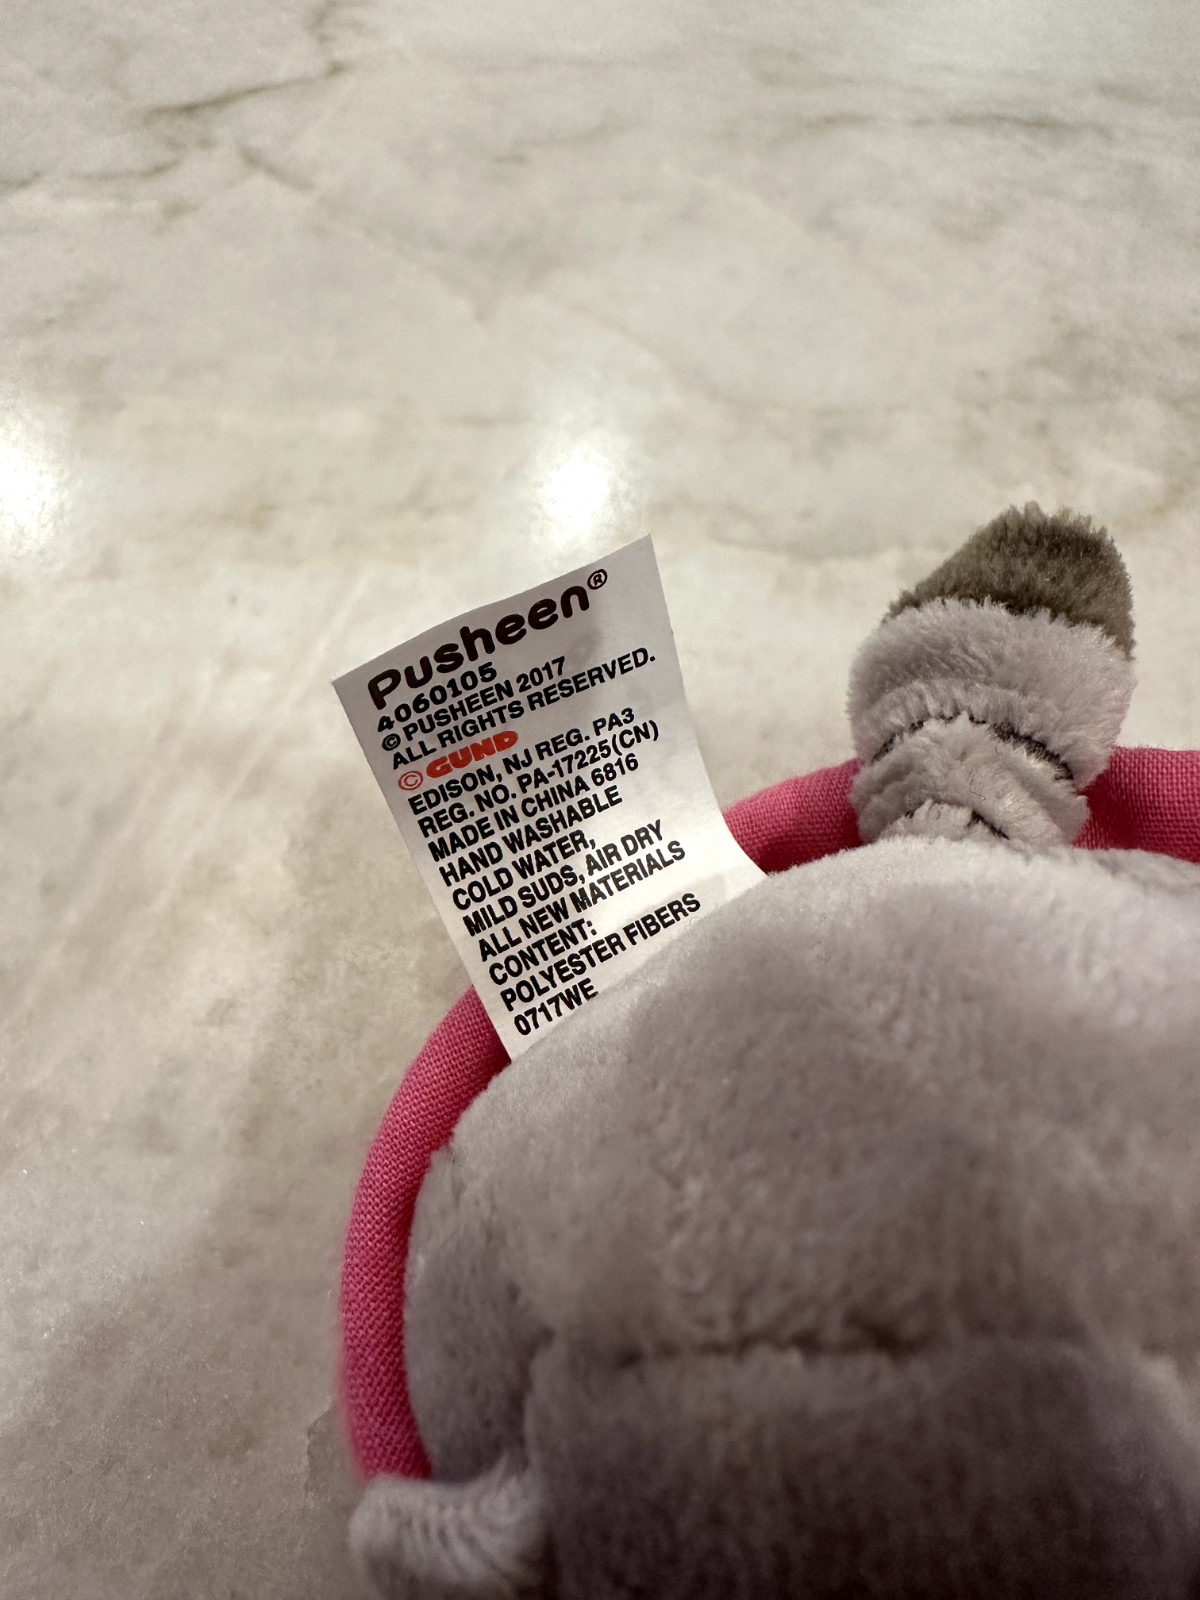 Pusheen®
4060105
© PUSHEEN 2017
ALL RIGHTS RESERVED.
© GUND
EDISON, NJ REG. PA3
REG. NO. PA-17225(CN)
MADE IN CHINA 6816
HAND WASHABLE
COLD WATER,
MILD SUDS, AIR DRY
ALL NEW MATERIALS
CONTENT:
POLYESTER FIBERS
0717WE